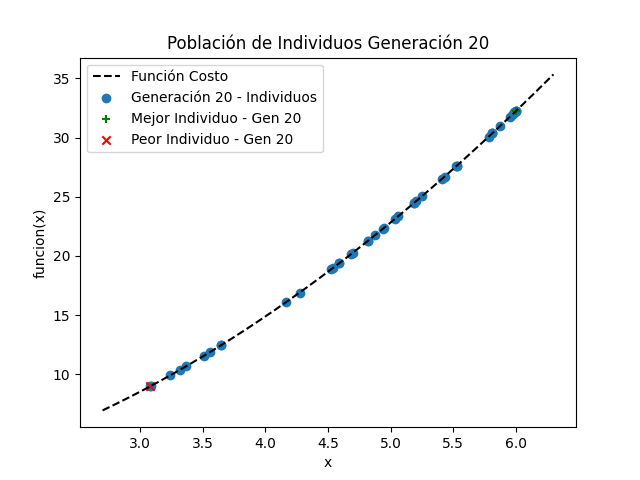 Población de Individuos Generación 20
Función Costo
Generación 20 - Individuos
Mejor Individuo - Gen 20
Peor Individuo - Gen 20
funcion(x)
35
30
25
20
15
10
3.0 3.5 4.0 4.5 5.0 5.5 6.0
x